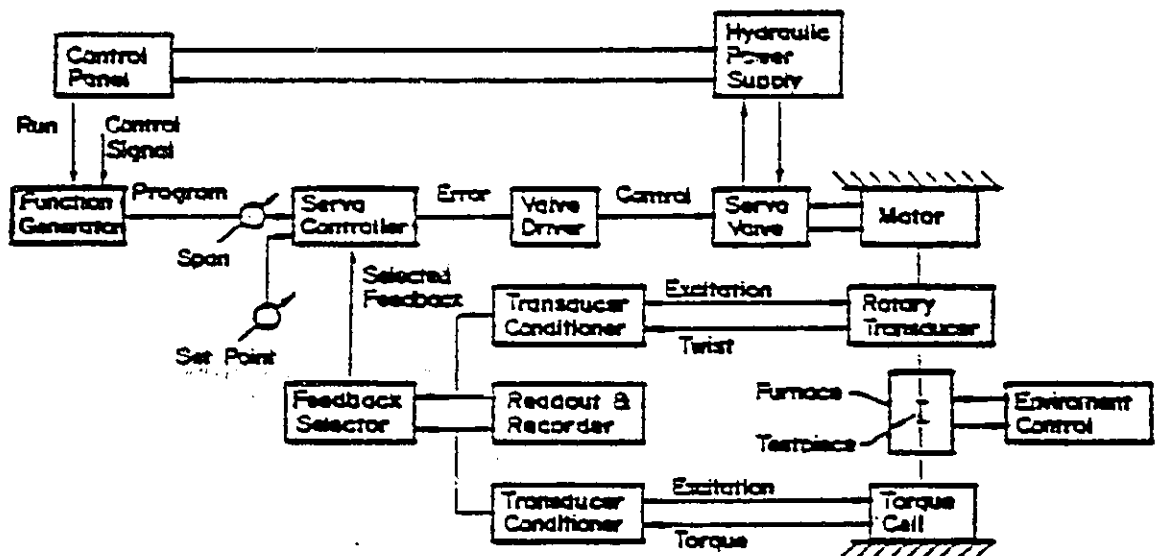 Control
Panel
Hydraulic
Power
Supply
Run
Control
Signal
Function
Generator
Program
Span
Set Point
Servo
Controller
Error
Valve
Driver
Control
Servo
Valve
Motor
Selected
Feedback
Transducer
Conditioner
Excitation
Twist
Rotary
Transducer
Feedback
Selector
Readout &
Recorder
Furnace
Testpiece
Enviroment
Control
Transducer
Conditioner
Excitation
Torque
Torque
Cell